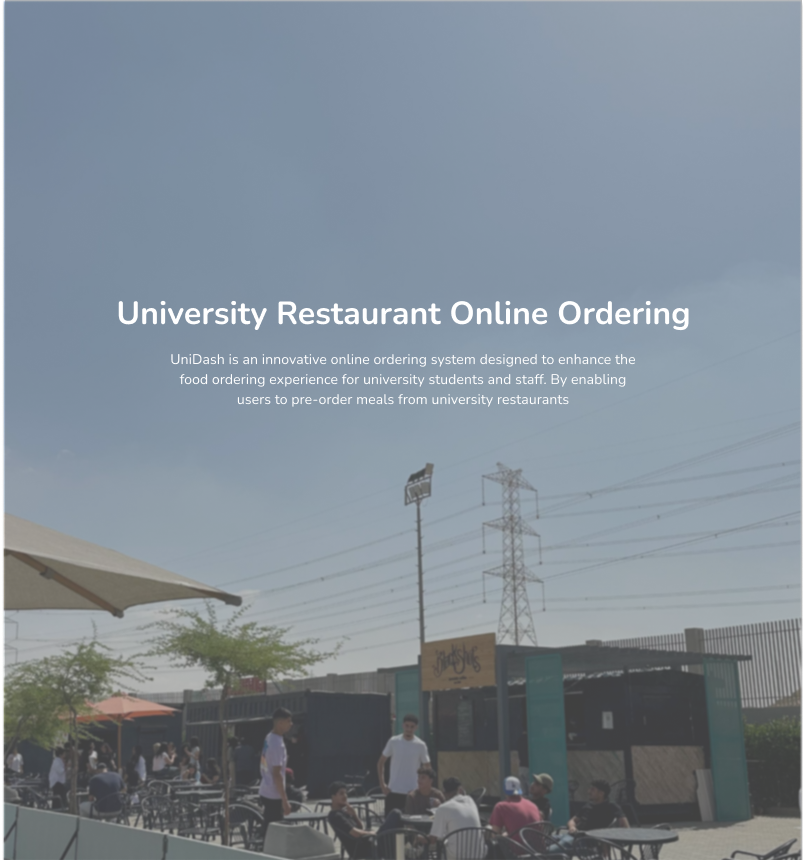 University Restaurant Online Ordering
UniDash is an innovative online ordering system designed to enhance the
food ordering experience for university students and staff. By enabling
users to pre-order meals from university restaurants